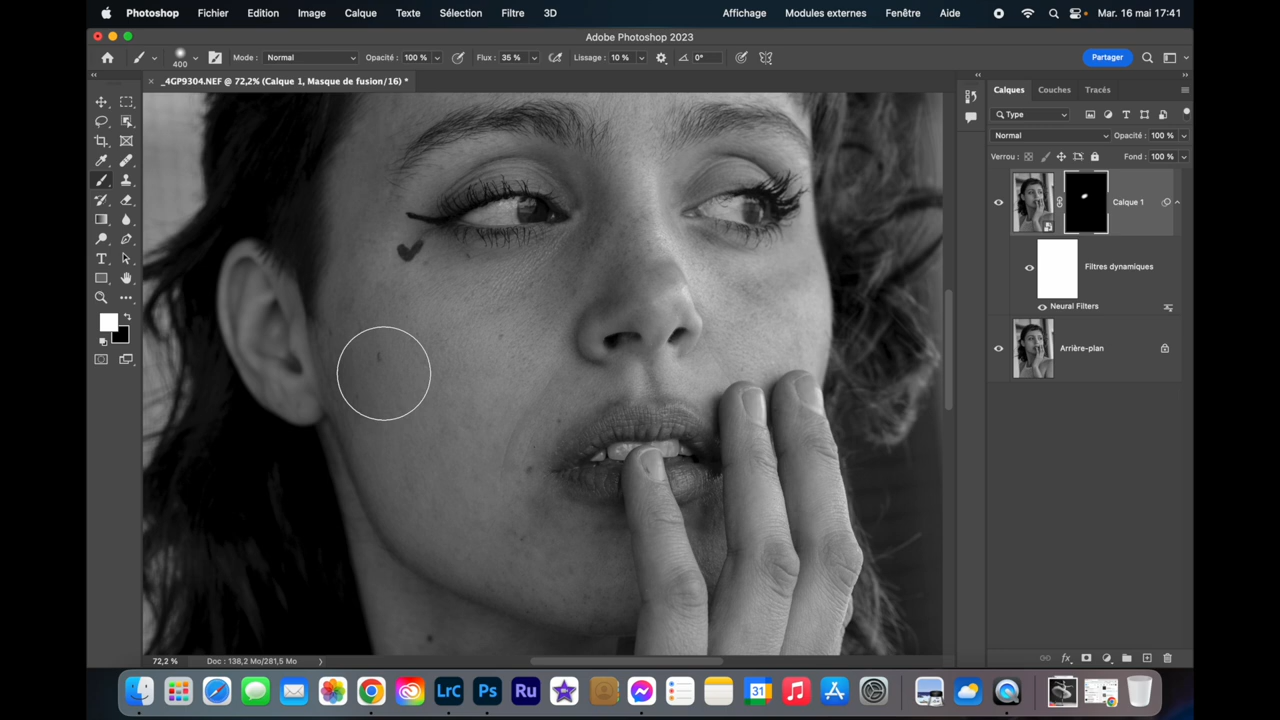 Photoshop Fichier Edition Image Calque Texte Sélection Filtre 3D Affichage Modules externes Fenêtre Aide Mar. 16 mai 17:41
Adobe Photoshop 2023
400 Mode : Normal Opacité : 100 % Flux : 35 % Lissage : 10 % 0° Partager
_4GP9304.NEF @ 72,2% (Calque 1, Masque de fusion/16) *
Calques Couches Tracés
Type
Normal Opacité : 100 %
Verrou : Fond : 100 %
Calque 1
Filtres dynamiques
Neural Filters
Arrière-plan
72,2 % Doc : 138,2 Mo/281,5 Mo
LrC Ps Ru 31